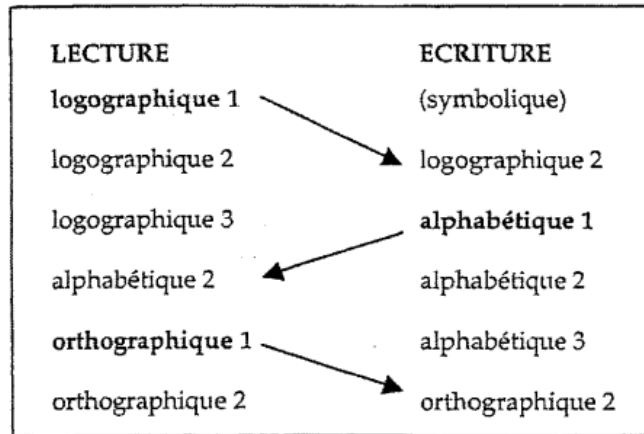 LECTURE ECRITURE
logographique 1 (symbolique)
logographique 2 logographique 2
logographique 3 alphabétique 1
alphabétique 2 alphabétique 2
orthographique 1 alphabétique 3
orthographique 2 orthographique 2